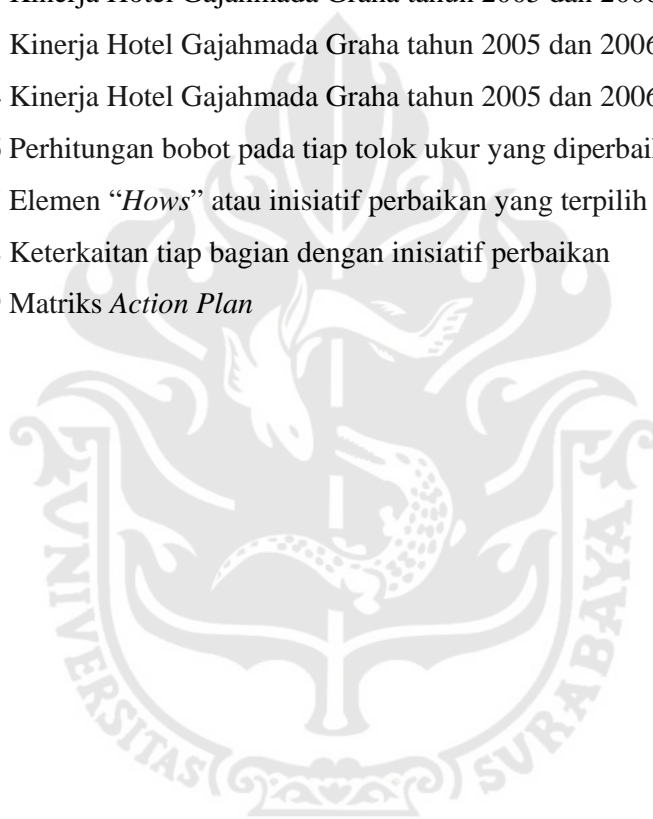 Kinerja Hotel Gajahmada Graha tahun 2005 dan 2006
Kinerja Hotel Gajahmada Graha tahun 2005 dan 2006
Kinerja Hotel Gajahmada Graha tahun 2005 dan 2006
Perhitungan bobot pada tiap tolok ukur yang
Elemen “Hows” atau inisiatif perbaikan yang terpilih
Keterkaitan tiap bagian dengan inisiatif perbaikan
Matriks Action Plan
VNIVERSITAS SURABAYA